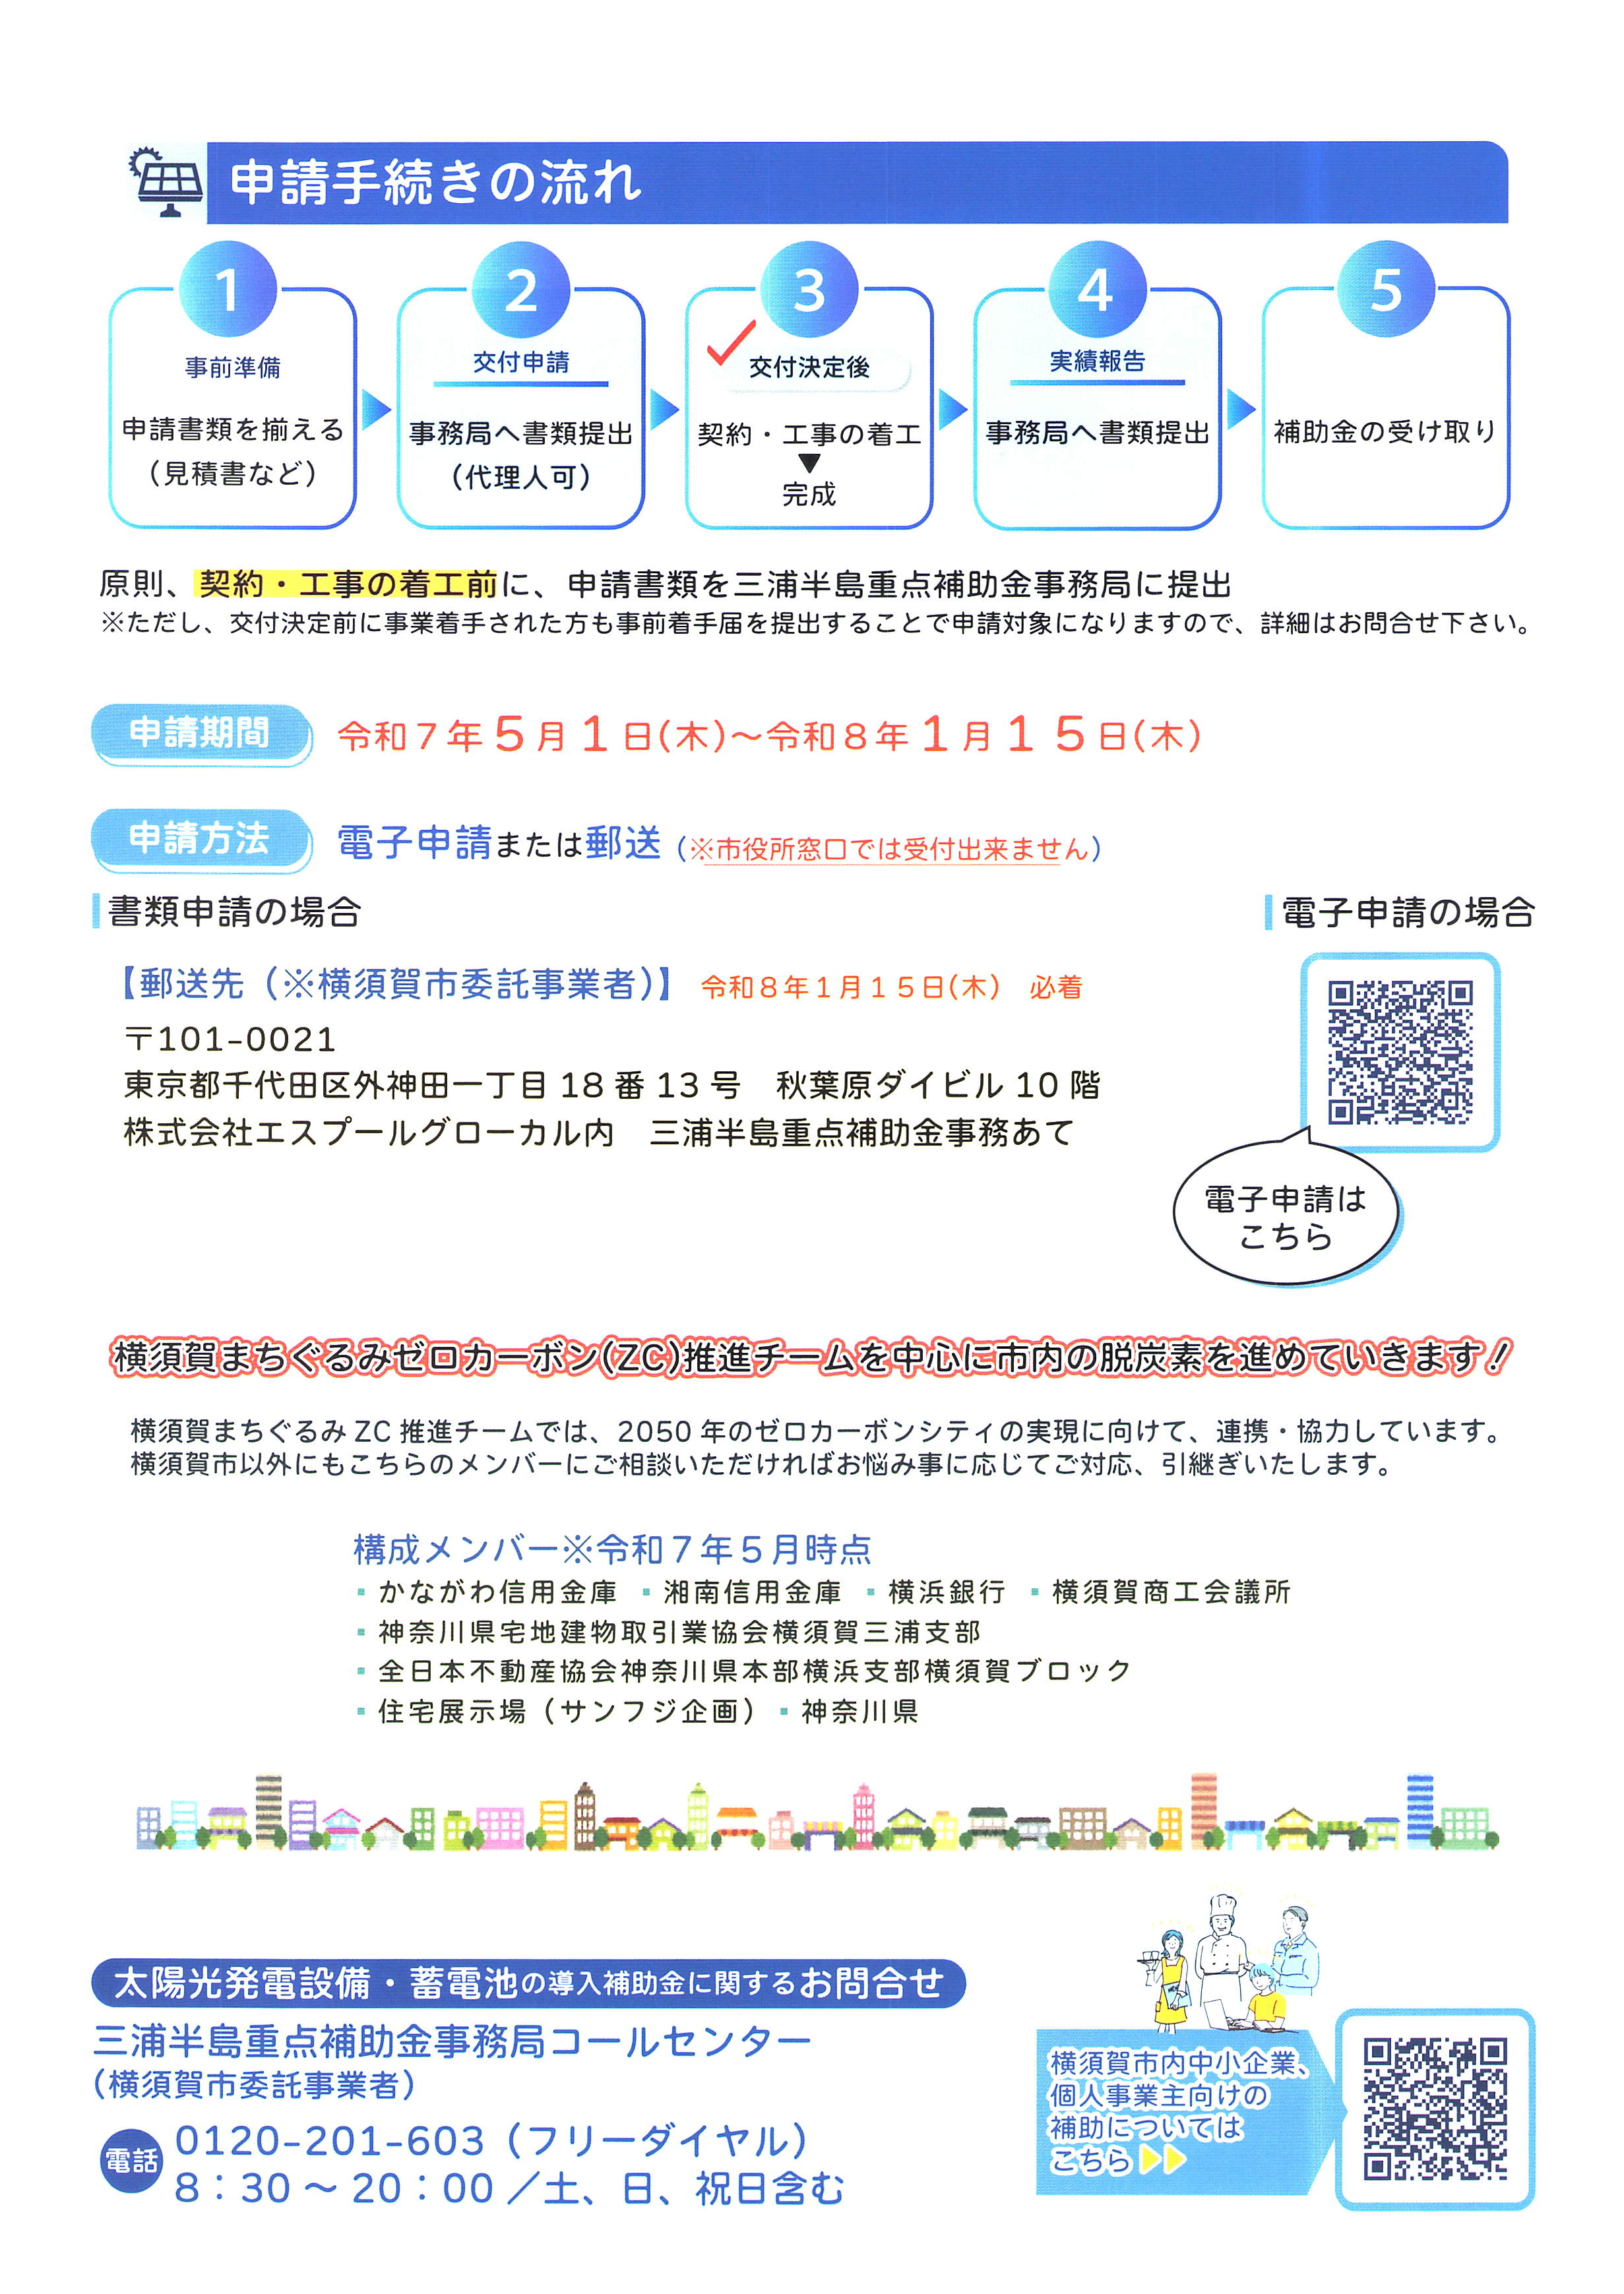 申請手続きの流れ
1
事前準備
申請書類を揃える
（見積書など）
2
交付申請
事務局へ書類提出
（代理人可）
3
交付決定後
契約・工事の着工
▼
完成
4
実績報告
事務局へ書類提出
5
補助金の受け取り
原則、契約・工事の着工前に、申請書類を三浦半島重点補助金事務局に提出
※ただし、交付決定前に事業着手された方も事前着手届を提出することで申請対象になりますので、詳細はお問合せ下さい。
申請期間 令和７年５月１日(木)～令和８年１月１５日(木)
申請方法 電子申請または郵送（※市役所窓口では受付出来ません）
書類申請の場合
【郵送先（※横須賀市委託事業者）】 令和８年１月１５日(木)　必着
〒101-0021
東京都千代田区外神田一丁目 18 番 13 号　秋葉原ダイビル 10 階
株式会社エスプールグローカル内　三浦半島重点補助金事務あて
電子申請の場合
電子申請は
こちら
横須賀まちぐるみゼロカーボン(ZC)推進チームを中心に市内の脱炭素を進めていきます！
横須賀まちぐるみ ZC 推進チームでは、2050 年のゼロカーボンシティの実現に向けて、連携・協力しています。
横須賀市以外にもこちらのメンバーにご相談いただければお悩み事に応じてご対応、引継ぎいたします。
構成メンバー※令和７年５月時点
▪かながわ信用金庫 ▪湘南信用金庫 ▪横浜銀行 ▪横須賀商工会議所
▪神奈川県宅地建物取引業協会横須賀三浦支部
▪全日本不動産協会神奈川県本部横浜支部横須賀ブロック
▪住宅展示場（サンフジ企画）▪神奈川県
太陽光発電設備・蓄電池の導入補助金に関するお問合せ
三浦半島重点補助金事務局コールセンター
（横須賀市委託事業者）
電話 0120-201-603（フリーダイヤル）
8：30 ～ 20：00 ／土、日、祝日含む
横須賀市内中小企業、
個人事業主向けの
補助については
こちら